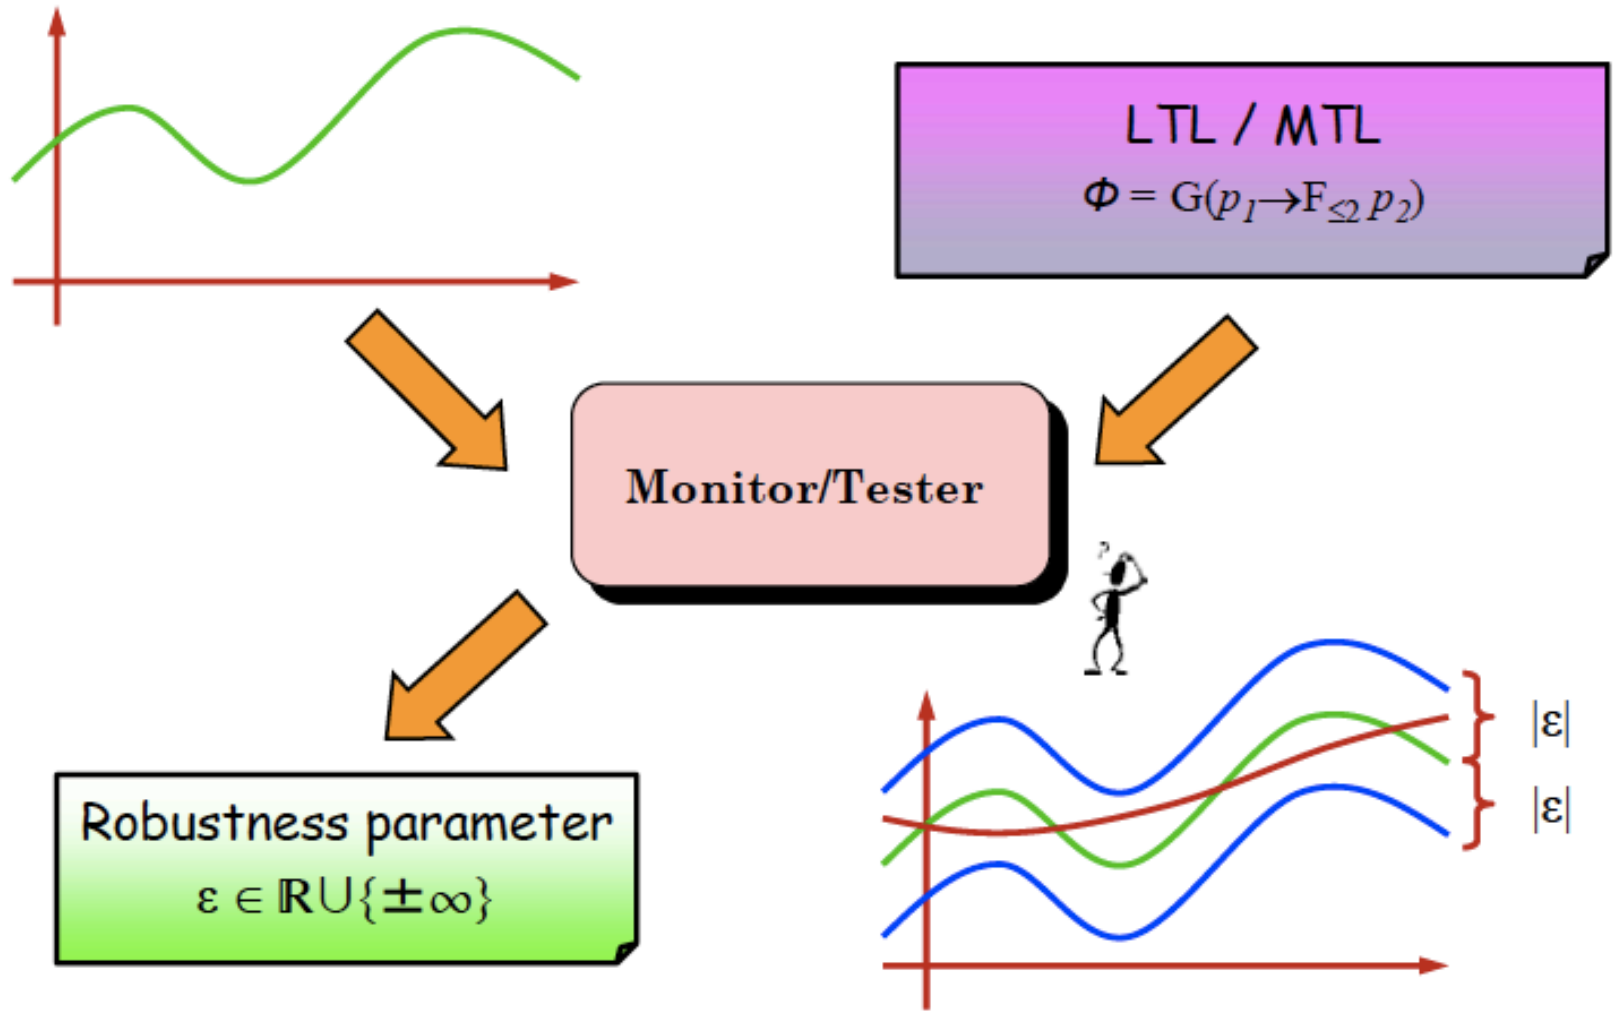 LTL / MTL
Φ = G(p₁→F≤₂ p₂)
Monitor/Tester
?
Robustness parameter
ε ∈ ℝ∪{±∞}
|ε|
|ε|